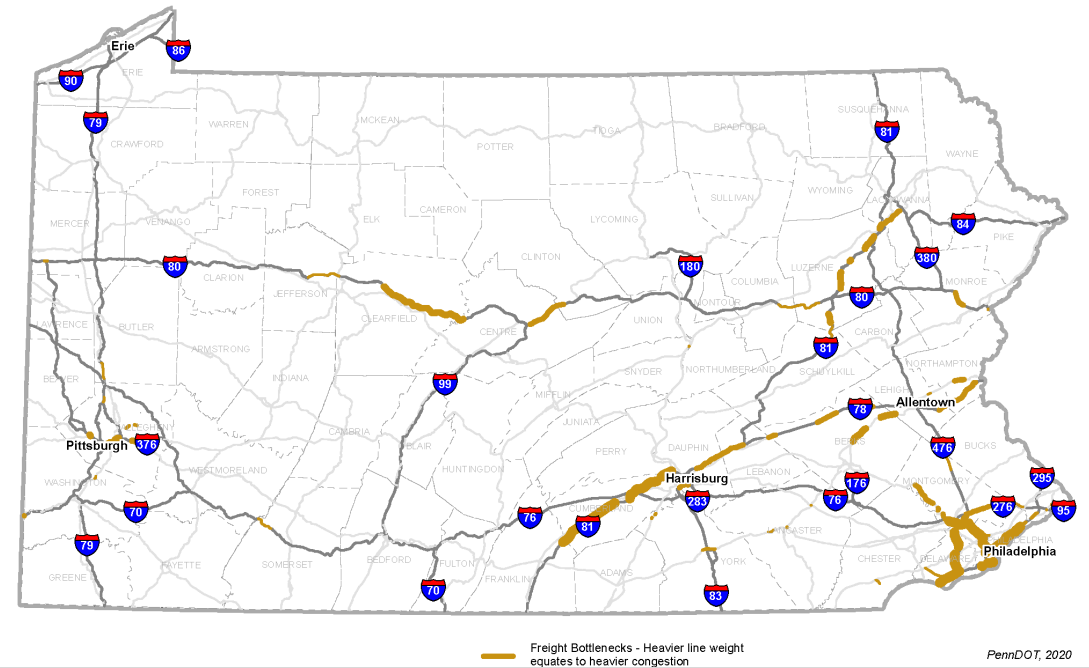 Erie
86
90
ERIE
79
SUSQUEHANNA
WARREN
MCKEAN
TIOGA
BRADFORD
81
CRAWFORD
POTTER
WAYNE
FOREST
WYOMING
SULLIVAN
LACKAWANNA
MERCER
VENANGO
ELK
CAMERON
LYCOMING
84
PIKE
CLINTON
380
80
180
LUZERNE
CLARION
COLUMBIA
MONROE
JEFFERSON
80
MONTOUR
LAWRENCE
BUTLER
CLEARFIELD
CENTRE
UNION
CARBON
ARMSTRONG
81
NORTHAMPTON
BEAVER
INDIANA
99
SNYDER
NORTHUMBERLAND
SCHUYLKILL
MIFFLIN
LEHIGH
Allentown
78
JUNIATA
ALLEGHENY
CAMBRIA
Pittsburgh
376
BLAIR
DAUPHIN
BERKS
476
BUCKS
PERRY
WESTMORELAND
HUNTINGDON
LEBANON
WASHINGTON
Harrisburg
176
MONTGOMERY
295
283
76
70
CUMBERLAND
276
95
76
81
LANCASTER
79
PHILADELPHIA
Philadelphia
BEDFORD
FULTON
YORK
CHESTER
DELAWARE
FAYETTE
SOMERSET
FRANKLIN
ADAMS
GREENE
70
83
Freight Bottlenecks - Heavier line weight
equates to heavier congestion
PennDOT, 2020